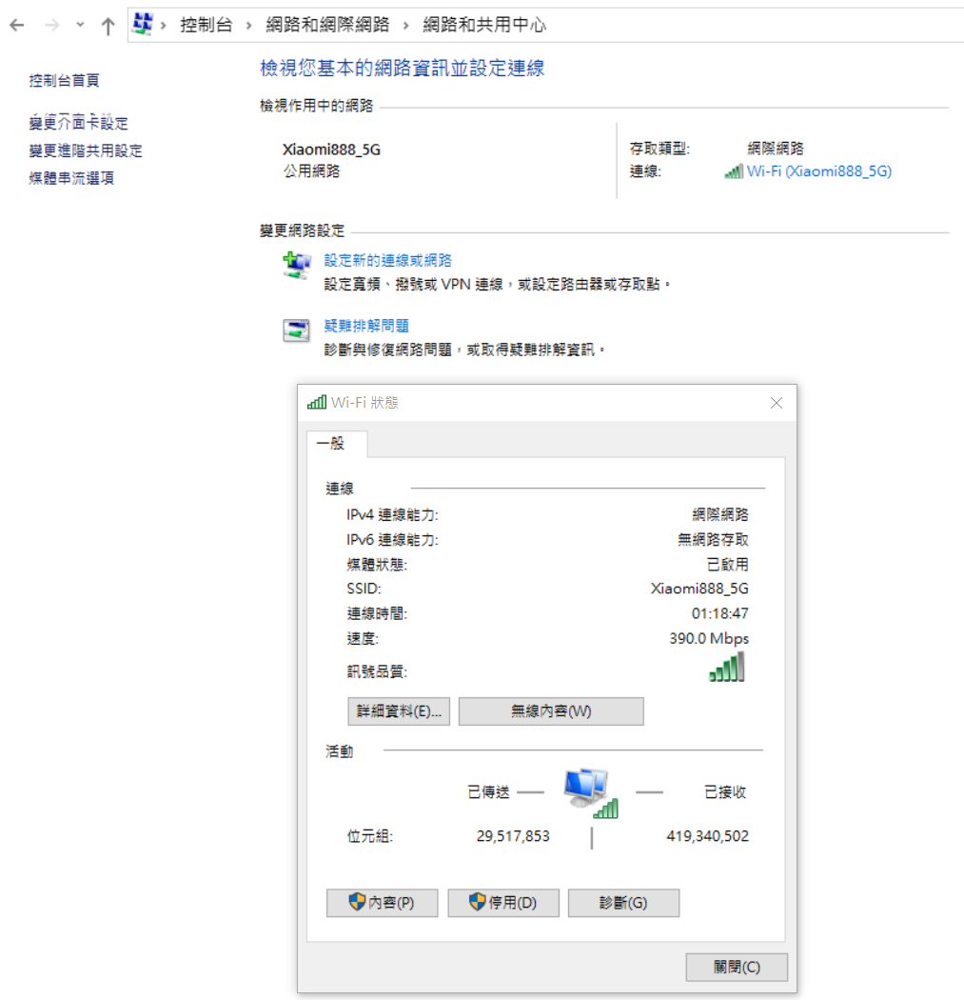 控制台 › 網路和網際網路 › 網路和共用中心
控制台首頁
變更介面卡設定
變更進階共用設定
媒體串流選項
檢視您基本的網路資訊並設定連線
檢視作用中的網路
Xiaomi888_5G
公用網路
存取類型: 網際網路
連線: Wi-Fi (Xiaomi888_5G)
變更網路設定
設定新的連線或網路
設定寬頻、撥號或 VPN 連線，或設定路由器或存取點。
疑難排解問題
診斷與修復網路問題，或取得疑難排解資訊。
Wi-Fi 狀態
一般
連線
IPv4 連線能力: 網際網路
IPv6 連線能力: 無網路存取
媒體狀態: 已啟用
SSID: Xiaomi888_5G
連線時間: 01:18:47
速度: 390.0 Mbps
訊號品質:
詳細資料(E)... 無線內容(W)
活動
已傳送 已接收
位元組: 29,517,853 419,340,502
內容(P) 停用(D) 診斷(G)
關閉(C)